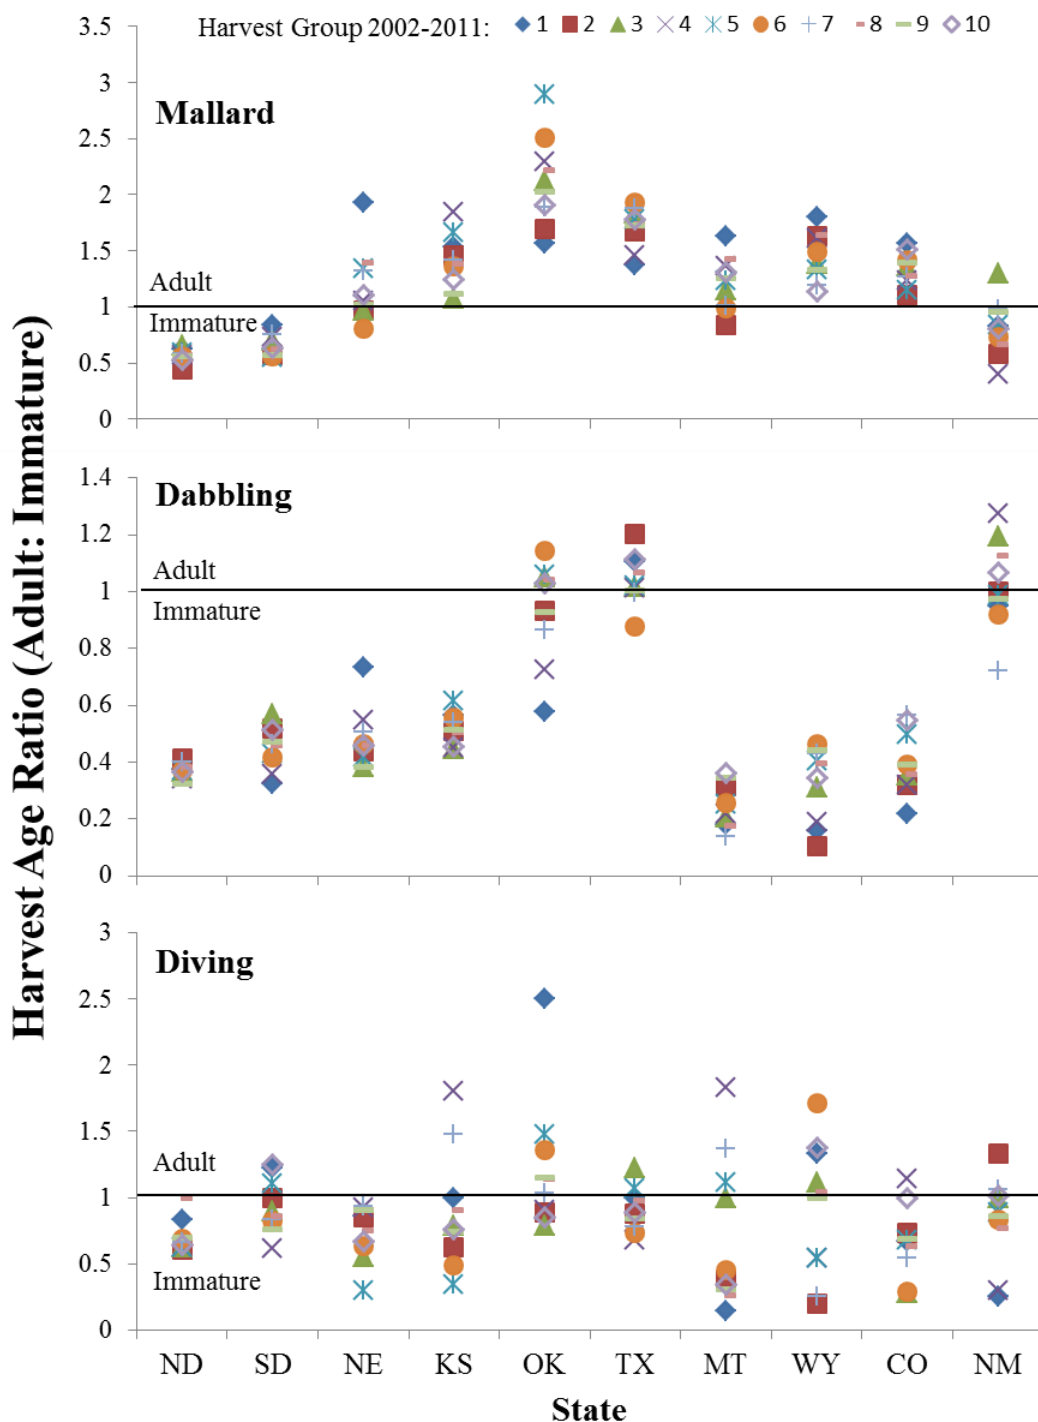 Harvest Group 2002-2011: 1 2 3 4 5 6 7 8 9 10
Harvest Age Ratio (Adult: Immature)
3.5
3
2.5
2
1.5
1
0.5
0
Mallard
Adult
Immature
1.4
1.2
1
0.8
0.6
0.4
0.2
0
Dabbling
Adult
Immature
3
2.5
2
1.5
1
0.5
0
Diving
Adult
Immature
ND SD NE KS OK TX MT WY CO NM
State